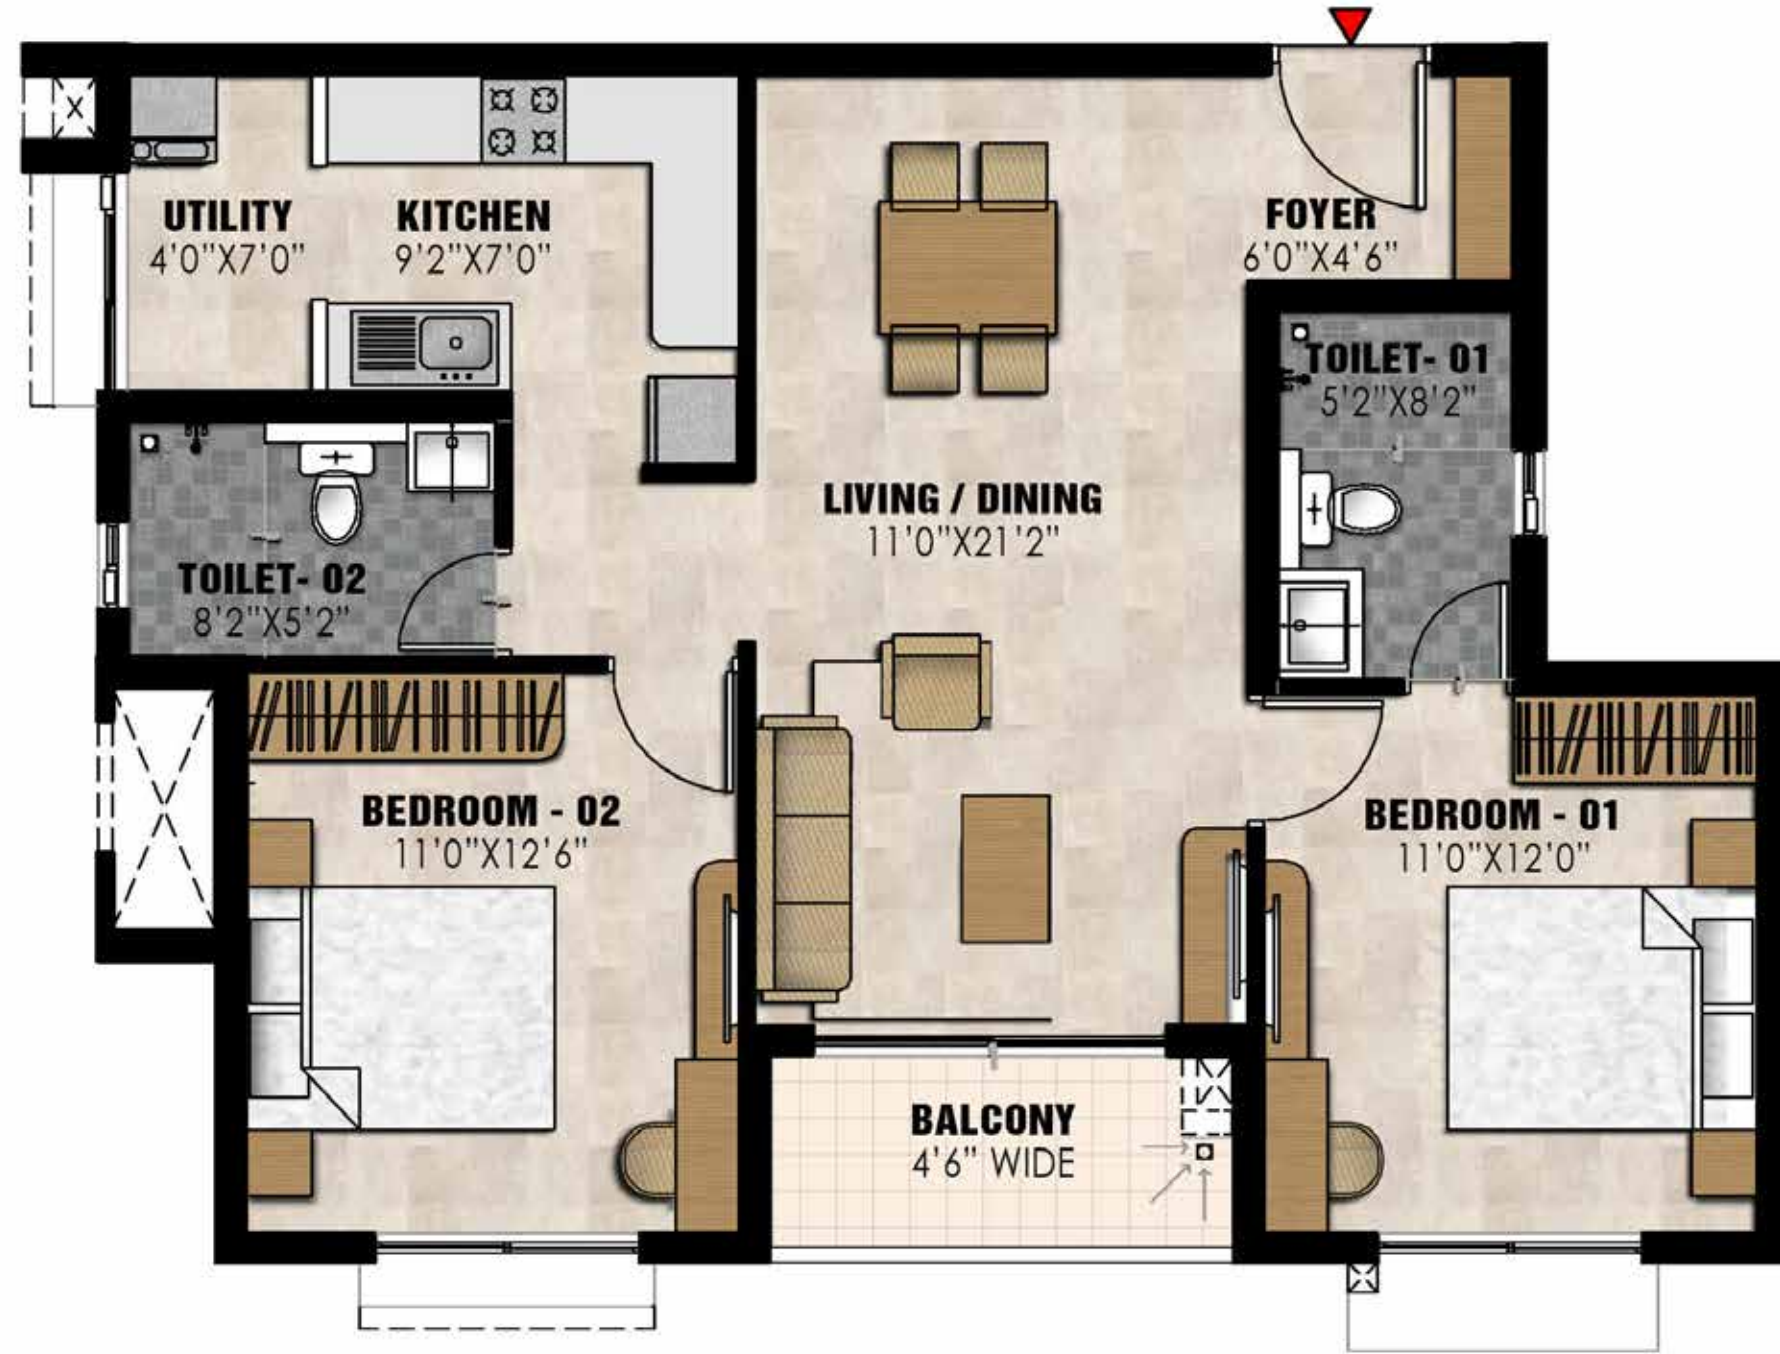 UTILITY
4'0"X7'0"
KITCHEN
9'2"X7'0"
FOYER
6'0"X4'6"
TOILET- 01
5'2"X8'2"
LIVING / DINING
11'0"X21'2"
TOILET- 02
8'2"X5'2"
BEDROOM - 02
11'0"X12'6"
BEDROOM - 01
11'0"X12'0"
BALCONY
4'6" WIDE